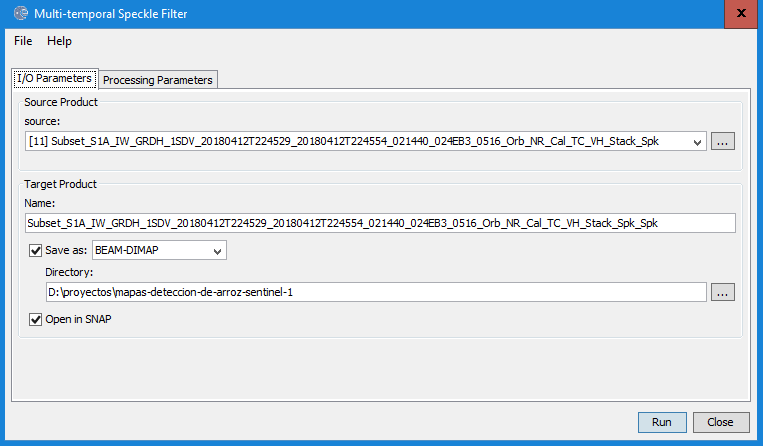 Multi-temporal Speckle Filter
X
File Help
I/O Parameters Processing Parameters
Source Product
source:
[11] Subset_S1A_IW_GRDH_1SDV_20180412T224529_20180412T224554_021440_024EB3_0516_Orb_NR_Cal_TC_VH_Stack_Spk ...
Target Product
Name:
Subset_S1A_IW_GRDH_1SDV_20180412T224529_20180412T224554_021440_024EB3_0516_Orb_NR_Cal_TC_VH_Stack_Spk_Spk
Save as: BEAM-DIMAP
Directory:
D:\proyectos\mapas-deteccion-de-arroz-sentinel-1 ...
Open in SNAP
Run Close